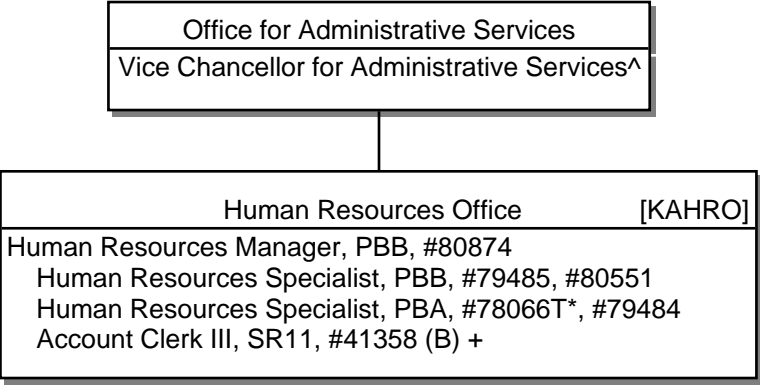 Office for Administrative Services
Vice Chancellor for Administrative Services^
Human Resources Office [KAHRO]
Human Resources Manager, PBB, #80874
Human Resources Specialist, PBB, #79485, #80551
Human Resources Specialist, PBA, #78066T*, #79484
Account Clerk III, SR11, #41358 (B) +